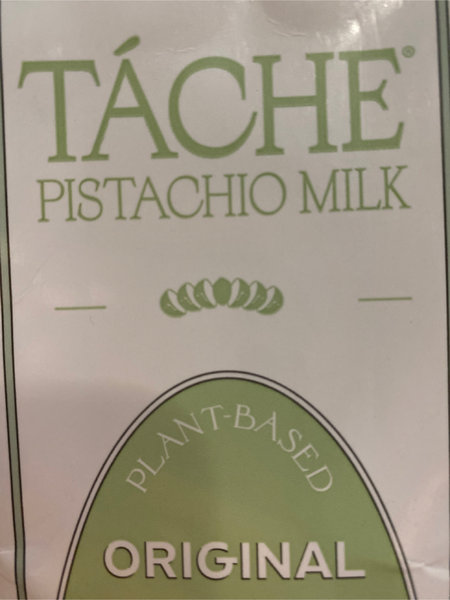 TÁCHE®
PISTACHIO MILK
PLANT-BASED
ORIGINAL